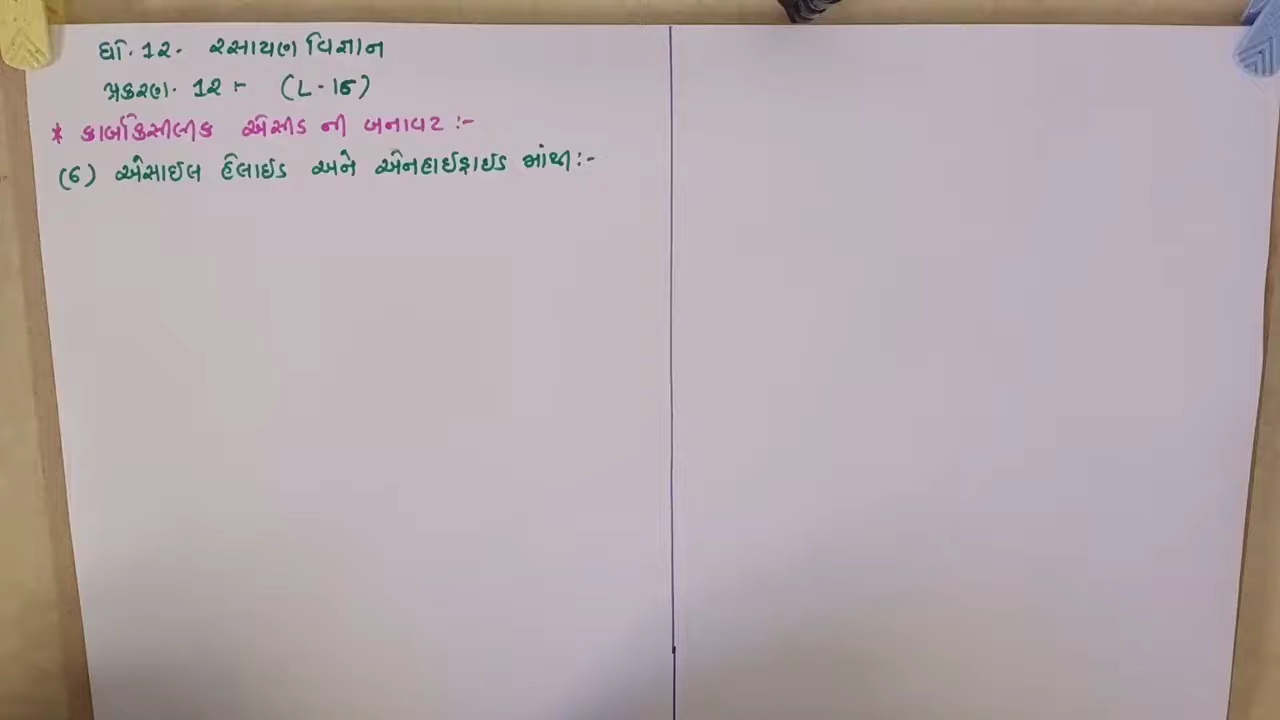 ધો. 12. રસાયણ વિજ્ઞાન
પ્રકરણ. 12 :- (L-15)
* કાર્બોક્સિલીક એસીડ ની બનાવટ :-
(6) એસાઈલ હેલાઈડ અને એનહાઈડ્રાઈડ માંથી :-